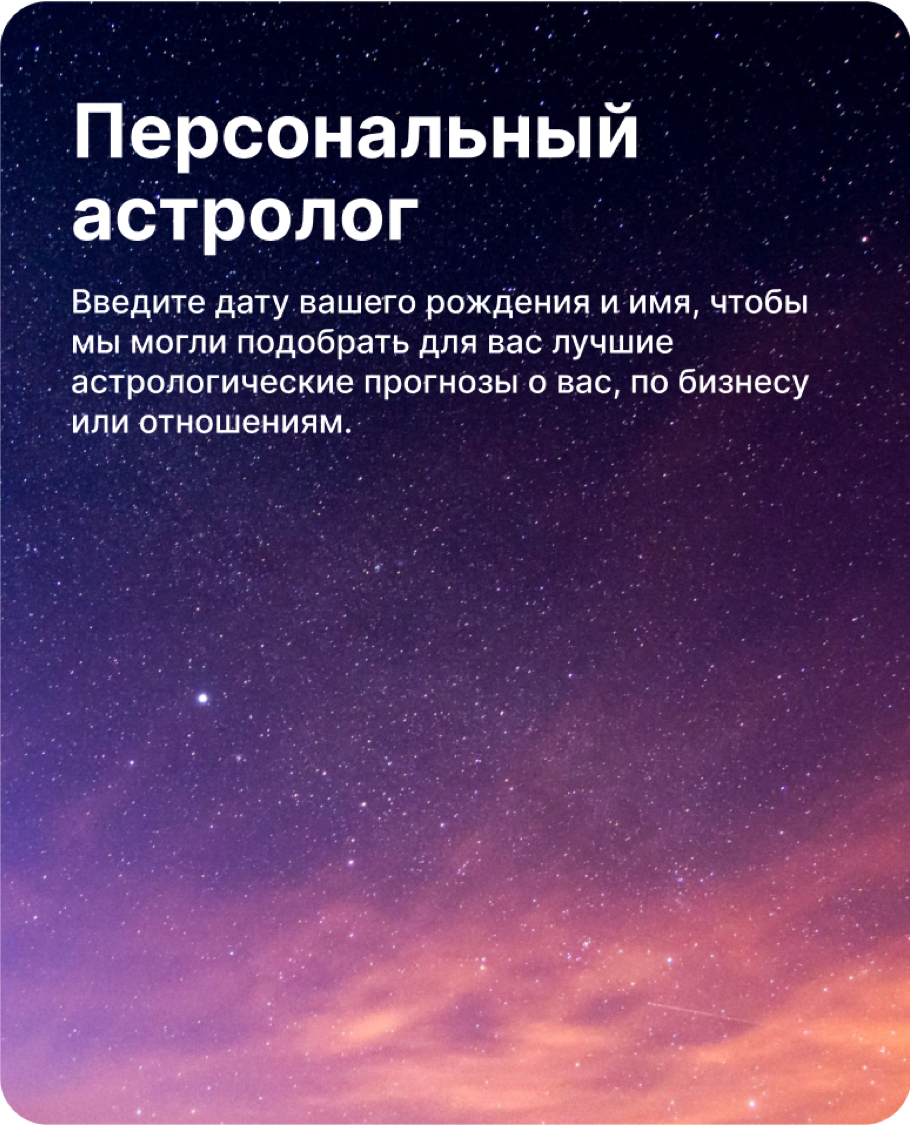 Персональный
астролог
Введите дату вашего рождения и имя, чтобы
мы могли подобрать для вас лучшие
астрологические прогнозы о вас, по бизнесу
или отношениям.